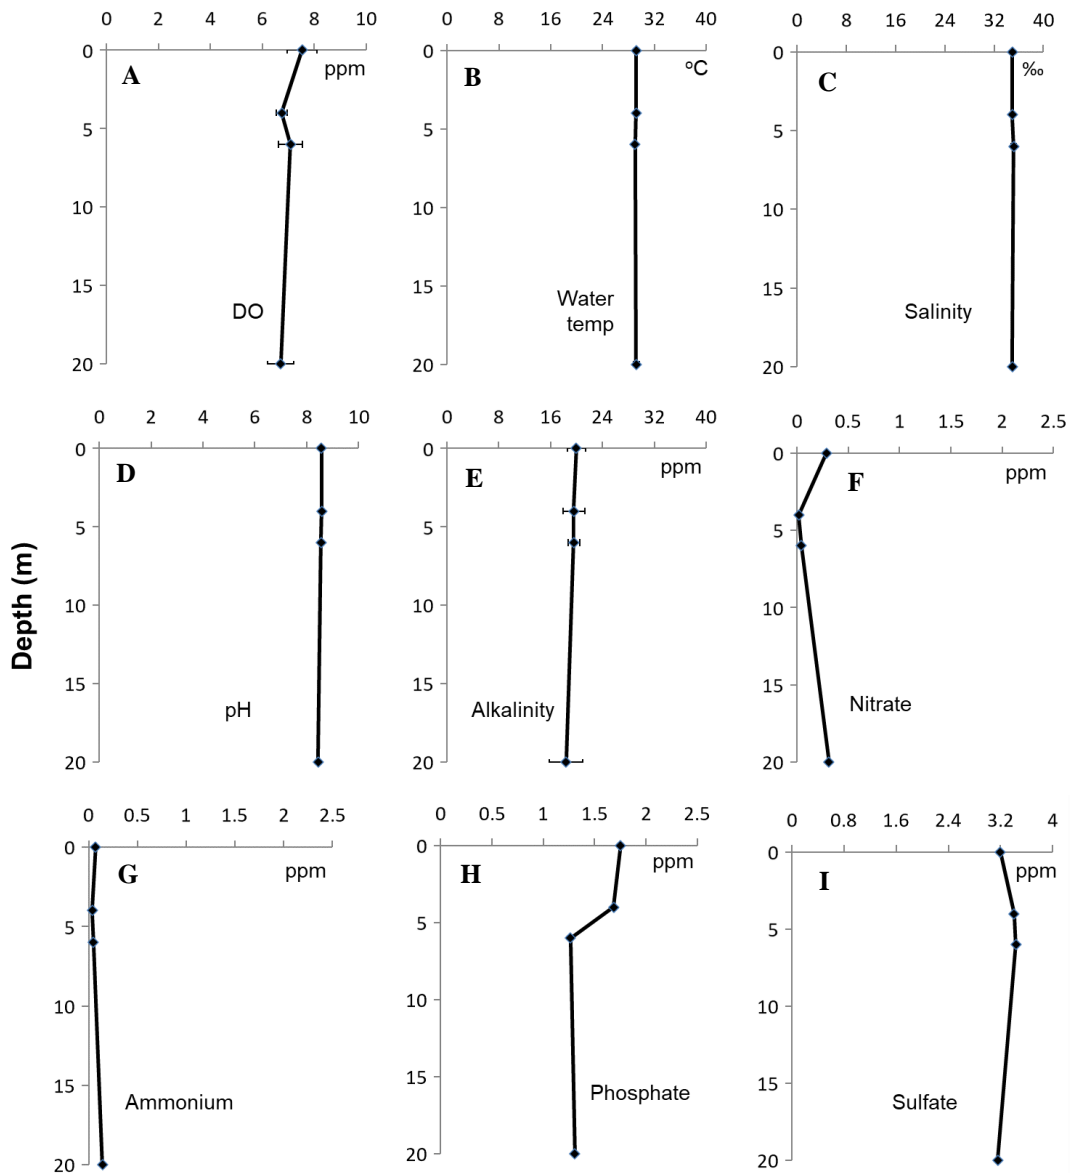 0 2 4 6 8 10
0
5
10
15
20
A
ppm
DO
0 8 16 24 32 40
0
5
10
15
20
B
°C
Water
temp
0 8 16 24 32 40
0
5
10
15
20
C
‰
Salinity
Depth (m)
0 2 4 6 8 10
0
5
10
15
20
D
pH
0 8 16 24 32 40
0
5
10
15
20
E
ppm
Alkalinity
0 0.5 1 1.5 2 2.5
0
5
10
15
20
F
ppm
Nitrate
0 0.5 1 1.5 2 2.5
0
5
10
15
20
G
ppm
Ammonium
0 0.5 1 1.5 2 2.5
0
5
10
15
20
H
ppm
Phosphate
0 0.8 1.6 2.4 3.2 4
0
5
10
15
20
I
ppm
Sulfate